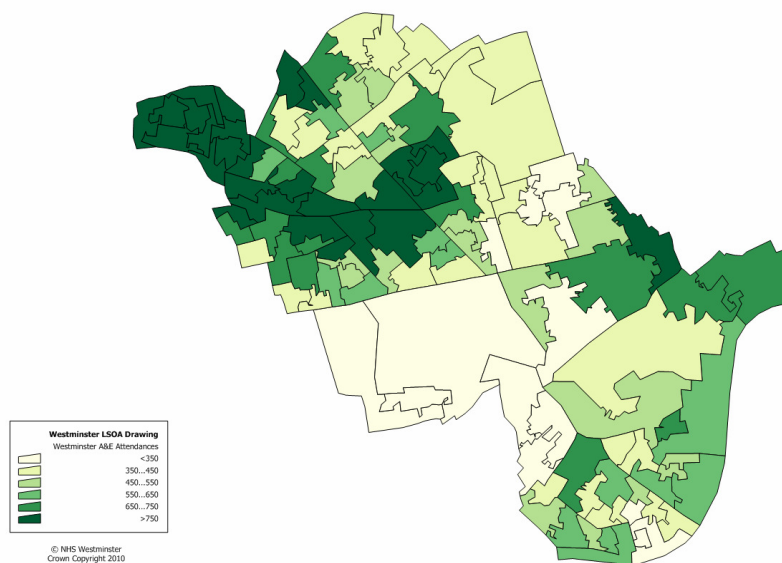 Westminster LSOA Drawing
Westminster A&E Attendances
<350
350...450
450...550
550...650
650...750
>750
© NHS Westminster
Crown Copyright 2010